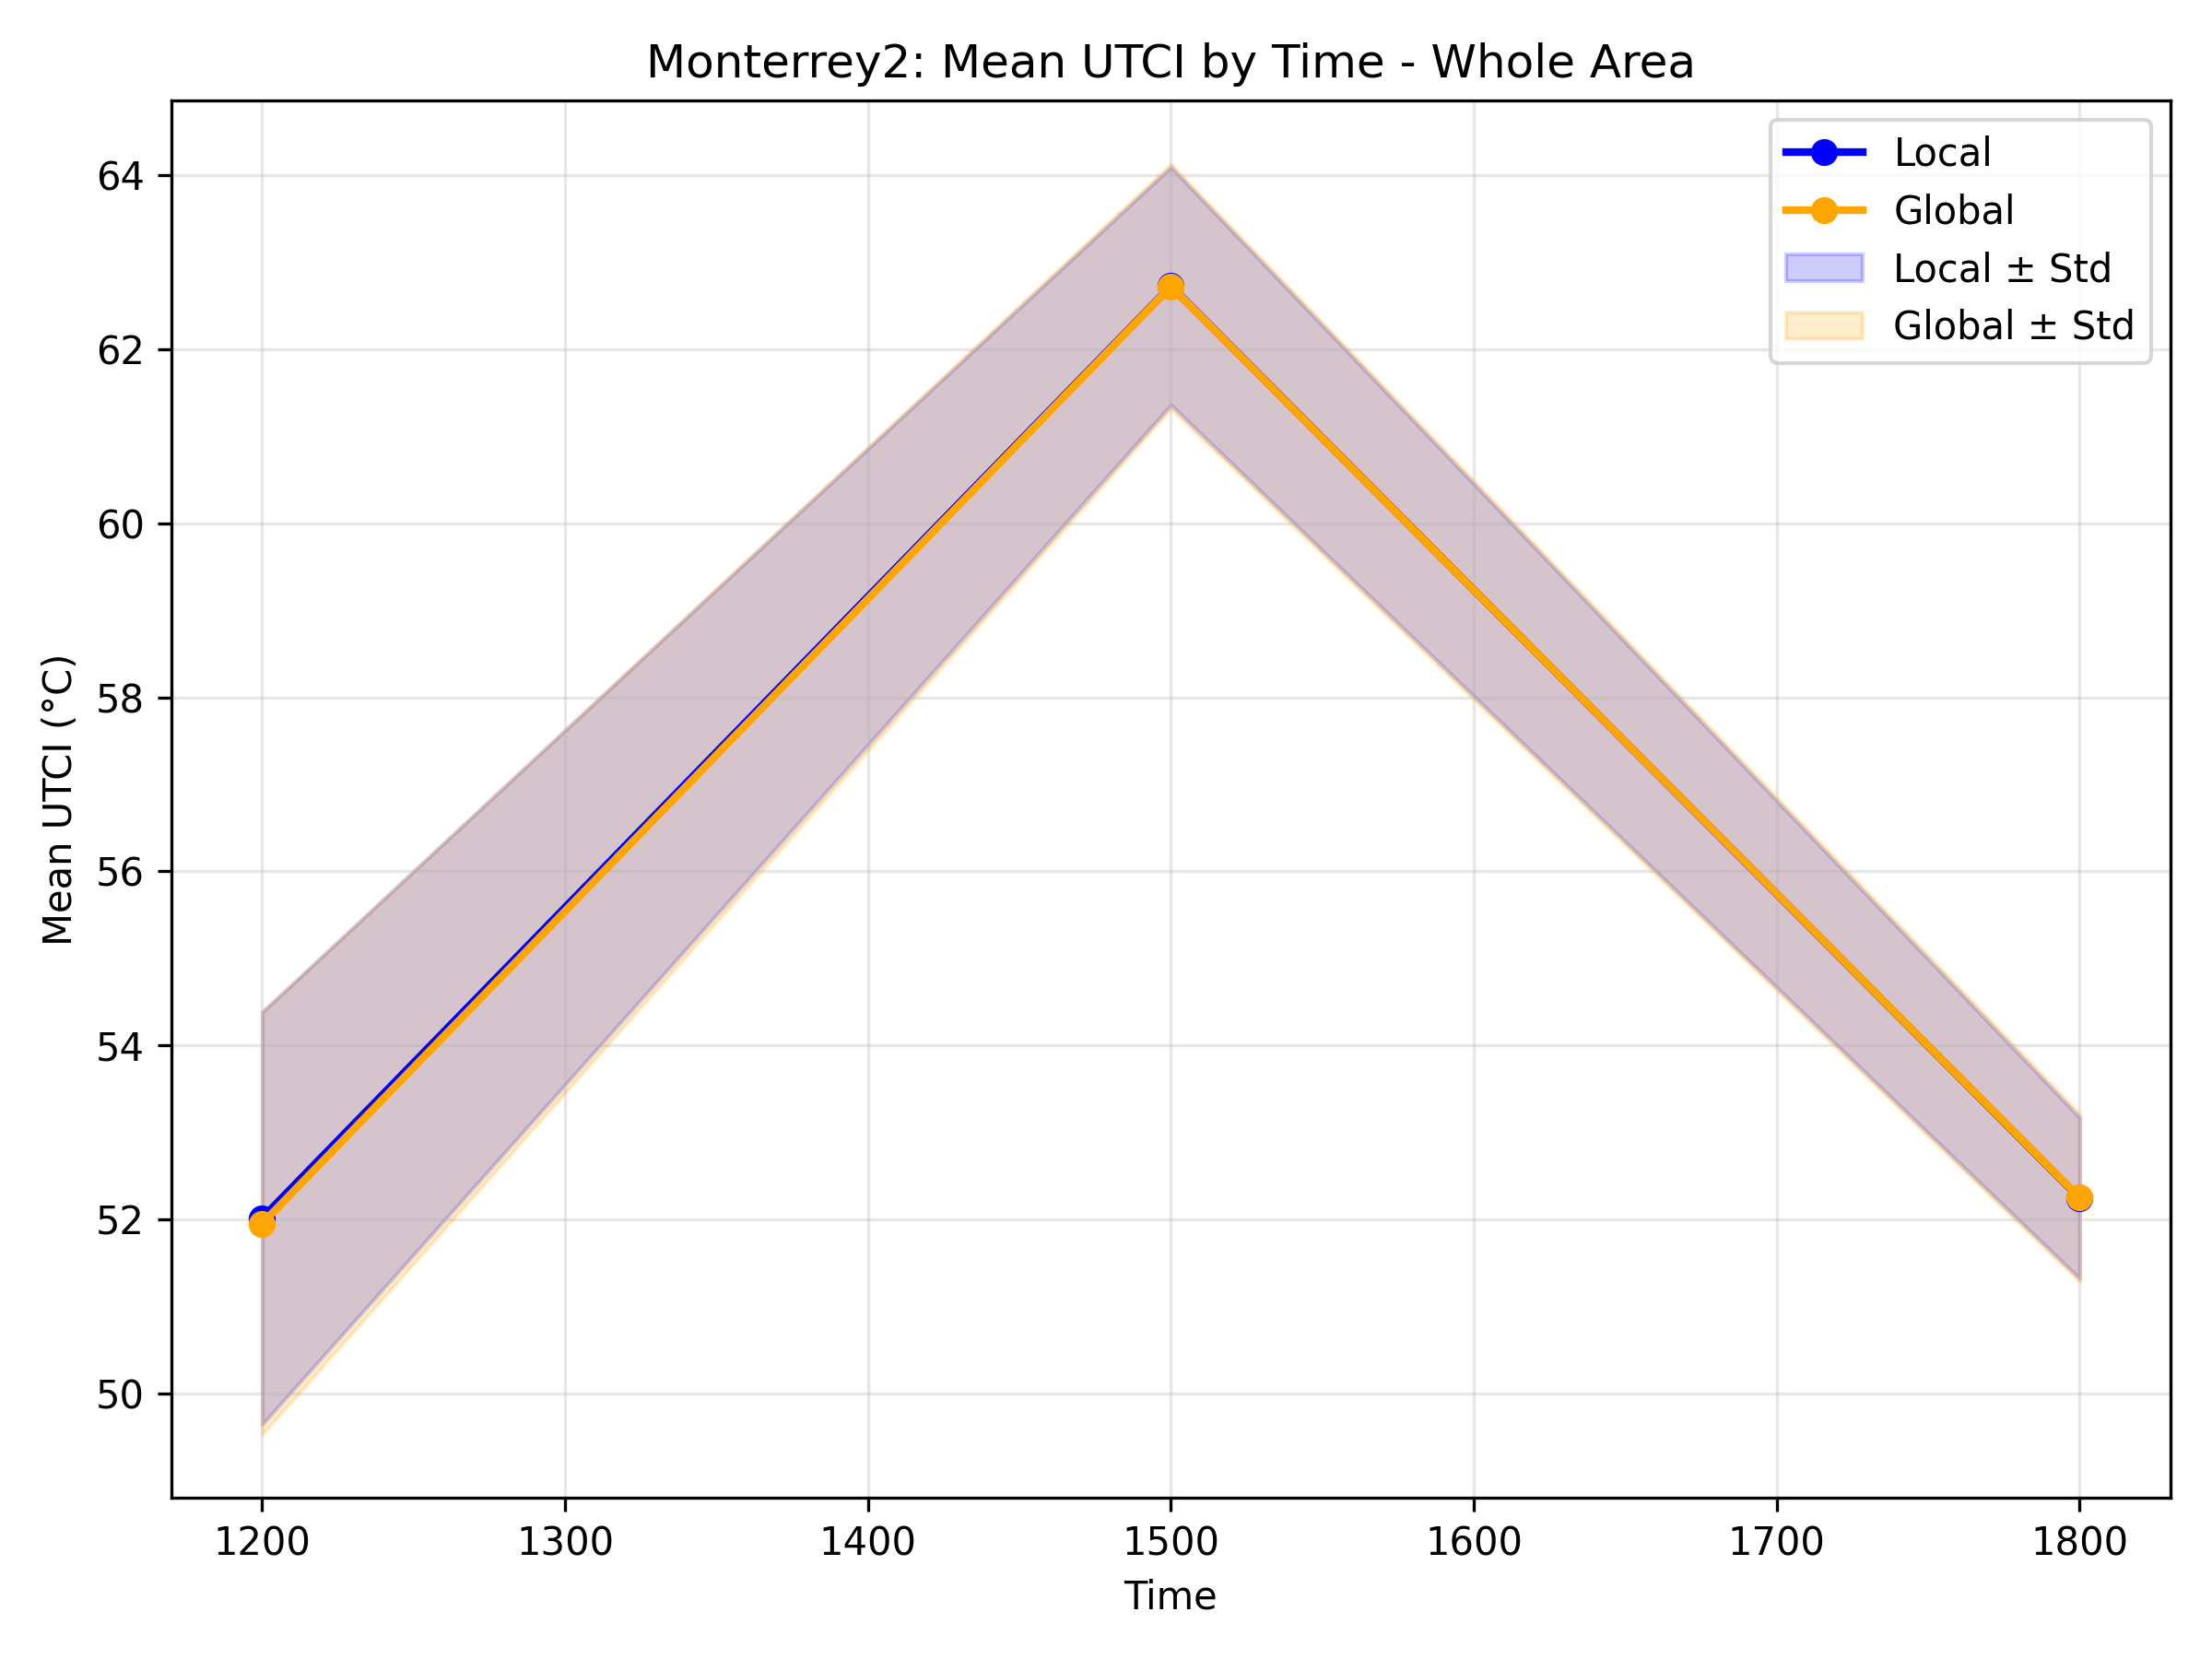 Monterrey2: Mean UTCI by Time - Whole Area
Local
Global
Local ± Std
Global ± Std
Mean UTCI (°C)
64
62
60
58
56
54
52
50
1200 1300 1400 1500 1600 1700 1800
Time